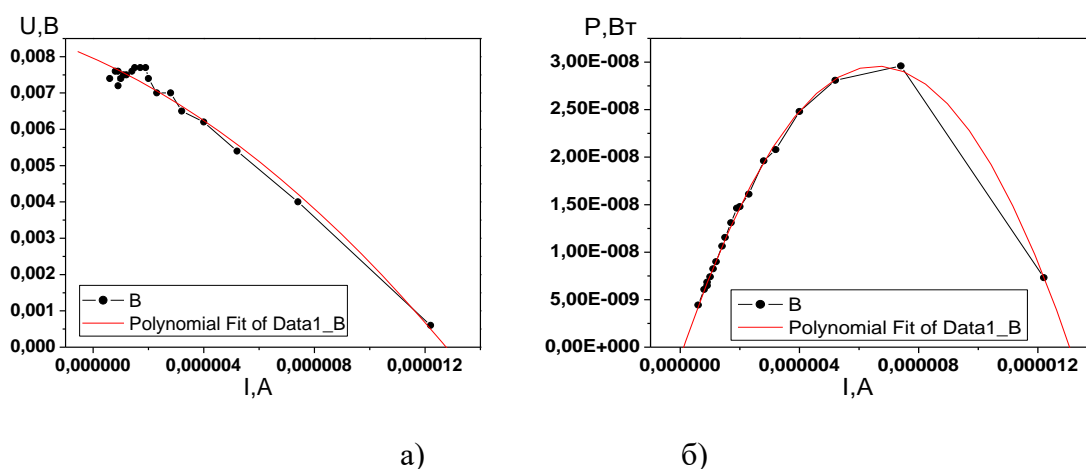 U,В
0,008
0,007
0,006
0,005
0,004
0,003
0,002
0,001
0,000
B
Polynomial Fit of Data1_B
0,000000
0,000004
0,000008
0,000012
I,A
а)
P,Вт
3,00E-008
2,50E-008
2,00E-008
1,50E-008
1,00E-008
5,00E-009
0,00E+000
B
Polynomial Fit of Data1_B
0,000000
0,000004
0,000008
0,000012
I,A
б)